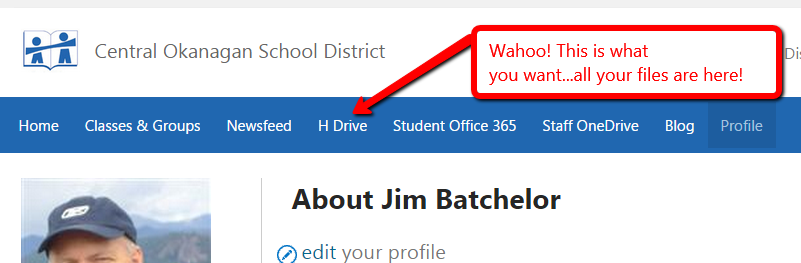 Central Okanagan School District
Wahoo! This is what
you want...all your files are here!
Dis
Home Classes & Groups Newsfeed H Drive Student Office 365 Staff OneDrive Blog Profile
About Jim Batchelor
edit your profile